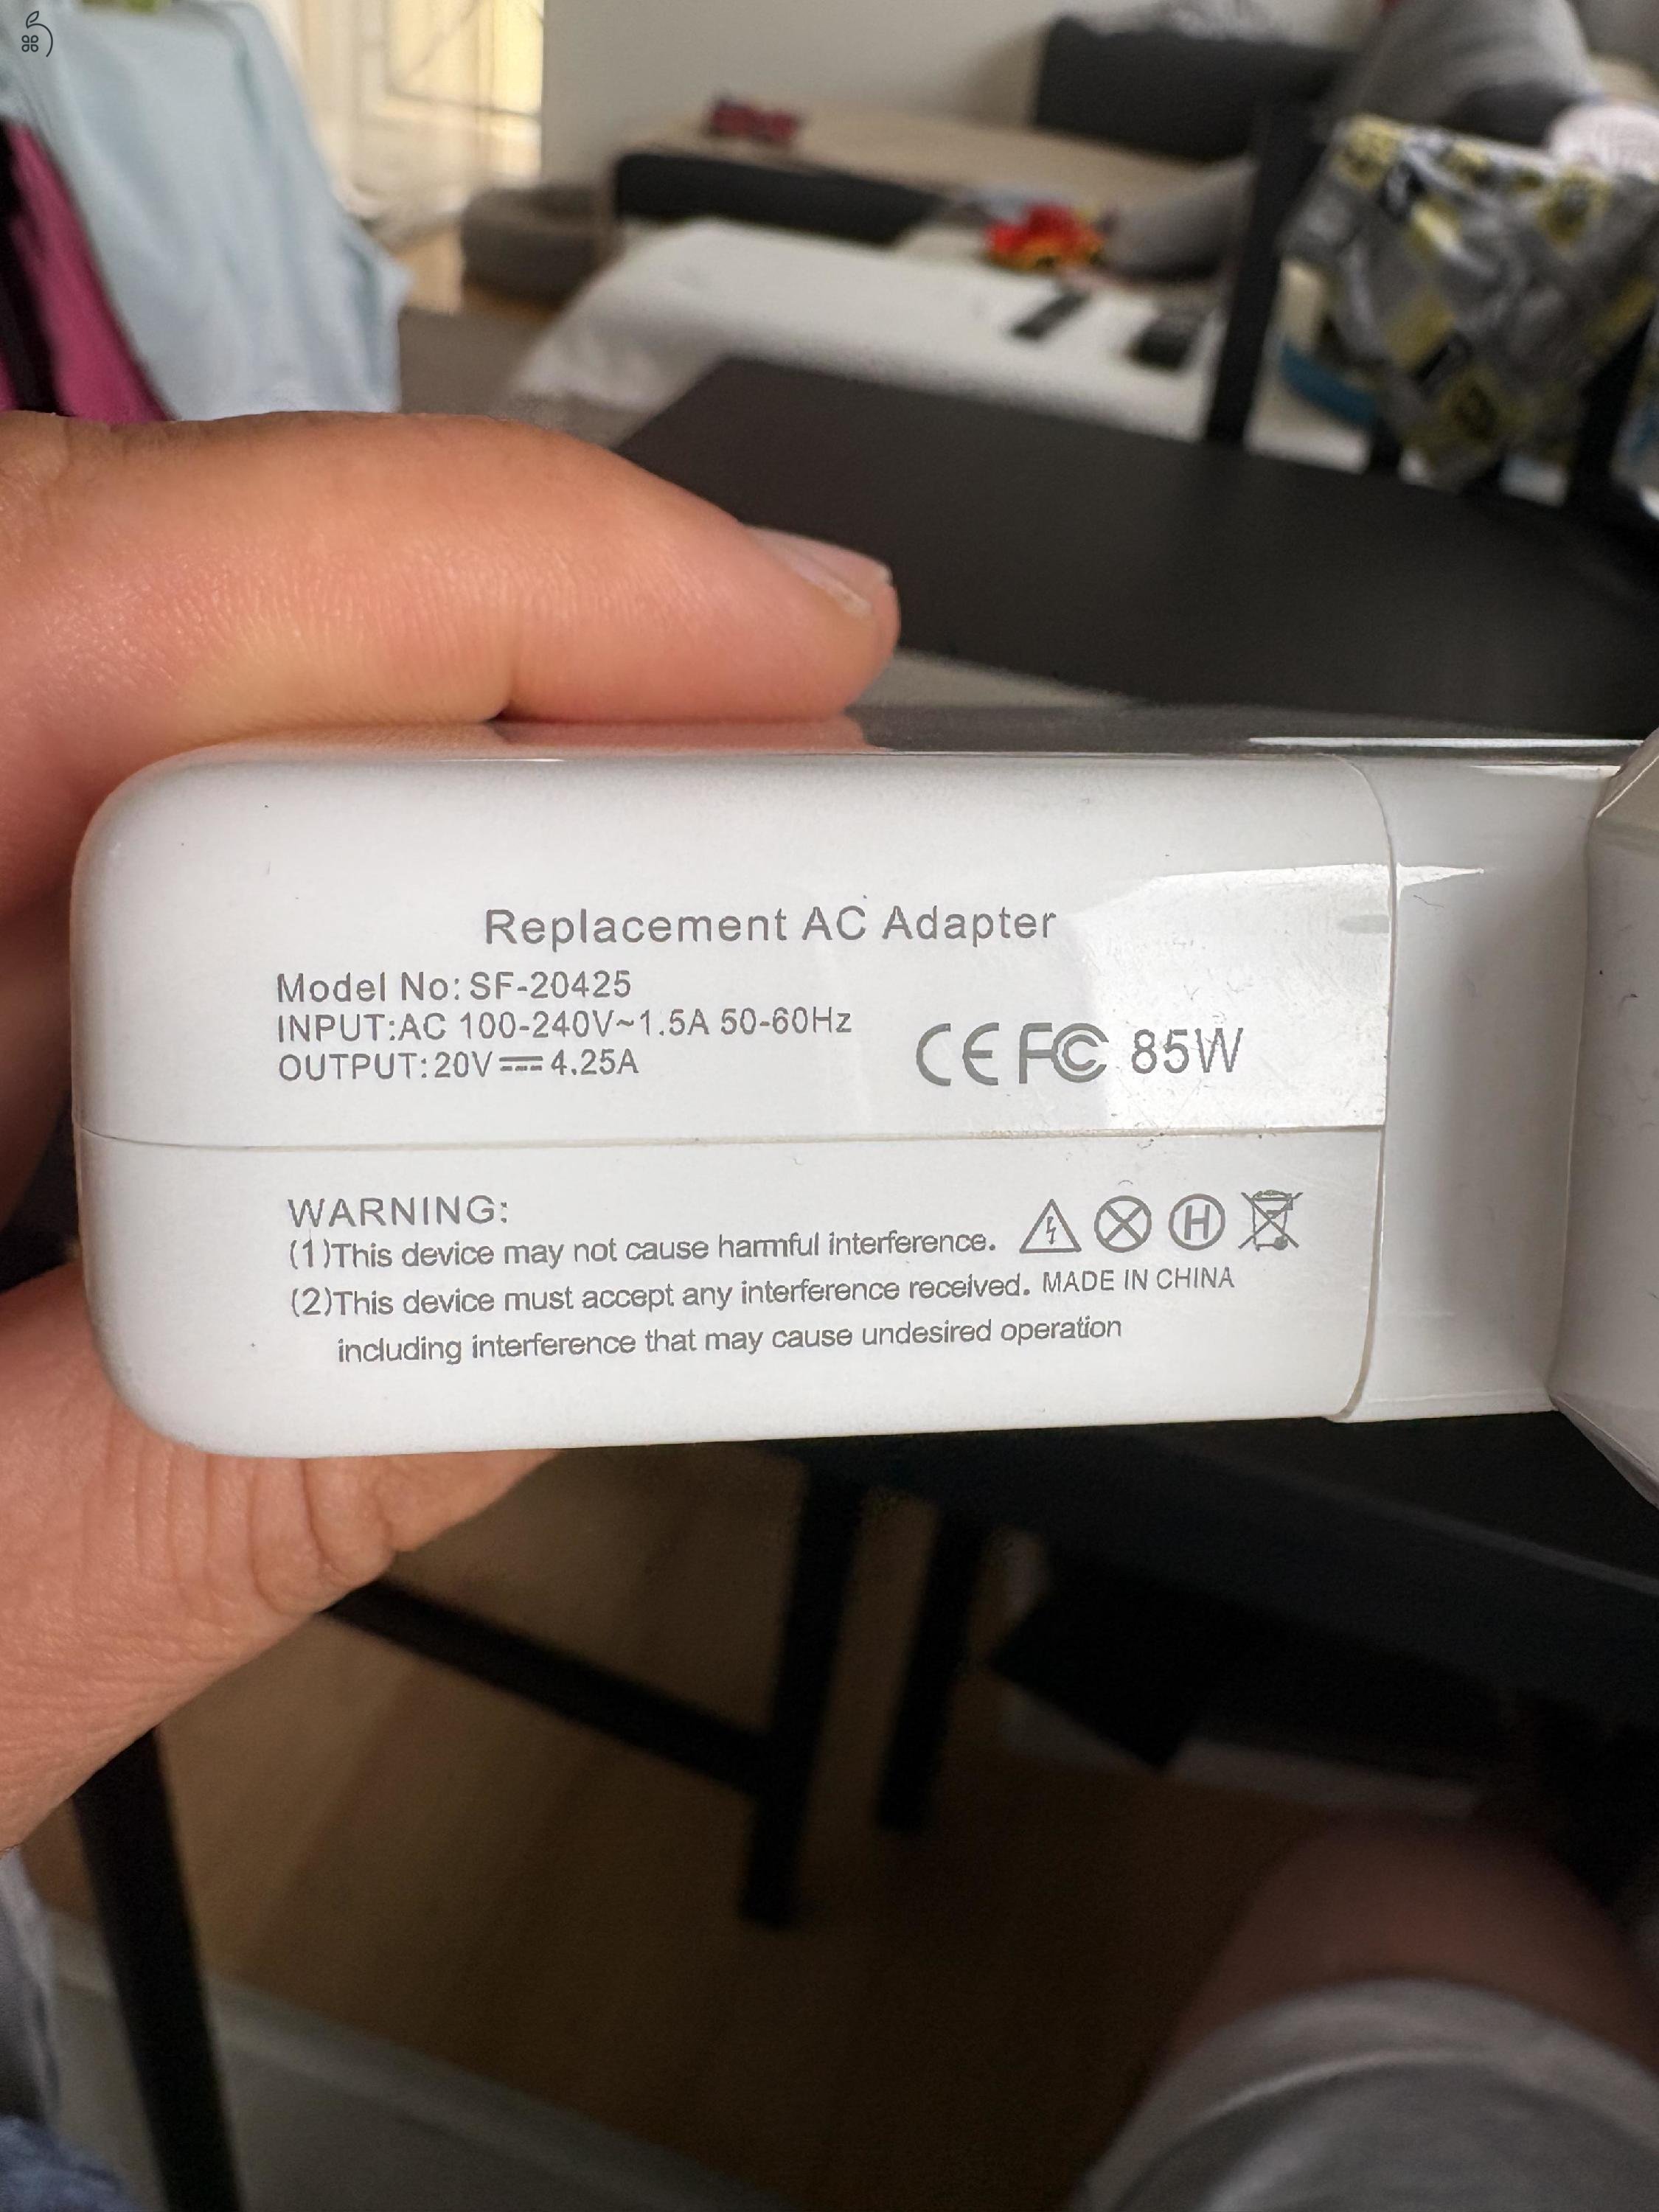 Replacement AC Adapter
Model No: SF-20425
INPUT:AC 100-240V~1.5A 50-60Hz
OUTPUT:20V⎓4.25A
CE FC 85W
WARNING:
(1)This device may not cause harmful interference.
(2)This device must accept any interference received. MADE IN CHINA
including interference that may cause undesired operation